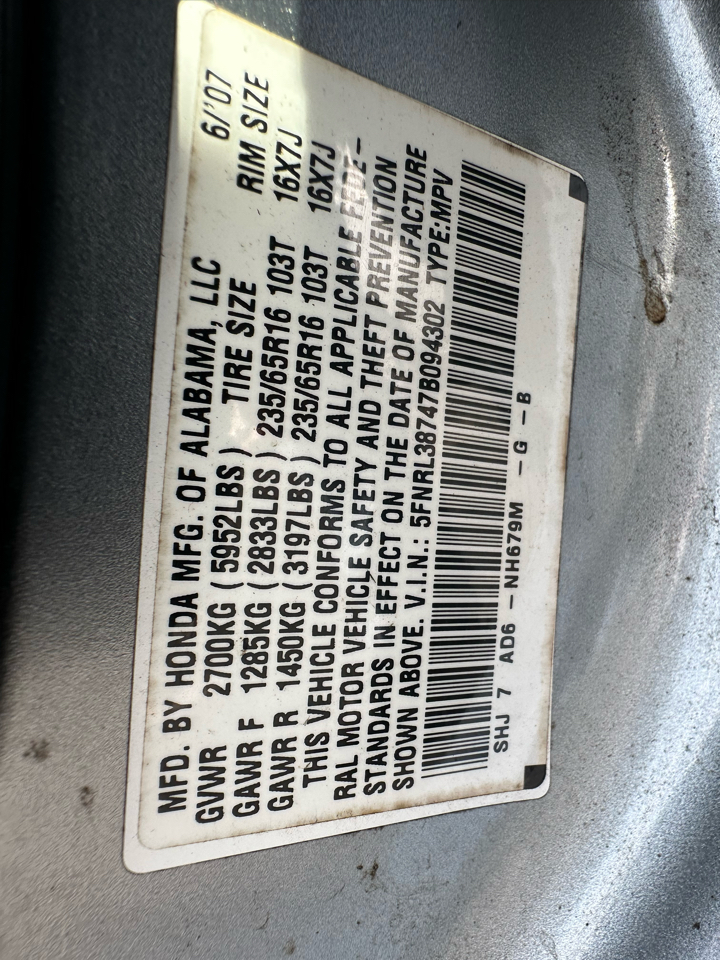 MFD. BY HONDA MFG. OF ALABAMA, LLC 6/'07
GVWR 2700KG (5952LBS) TIRE SIZE RIM SIZE
GAWR F 1285KG (2833LBS) 235/65R16 103T 16X7J
GAWR R 1450KG (3197LBS) 235/65R16 103T 16X7J
THIS VEHICLE CONFORMS TO ALL APPLICABLE FEDE-
RAL MOTOR VEHICLE SAFETY AND THEFT PREVENTION
STANDARDS IN EFFECT ON THE DATE OF MANUFACTURE
SHOWN ABOVE. V.I.N.: 5FNRL38747B094302 TYPE:MPV
SHJ 7 AD6 - NH679M - G - B